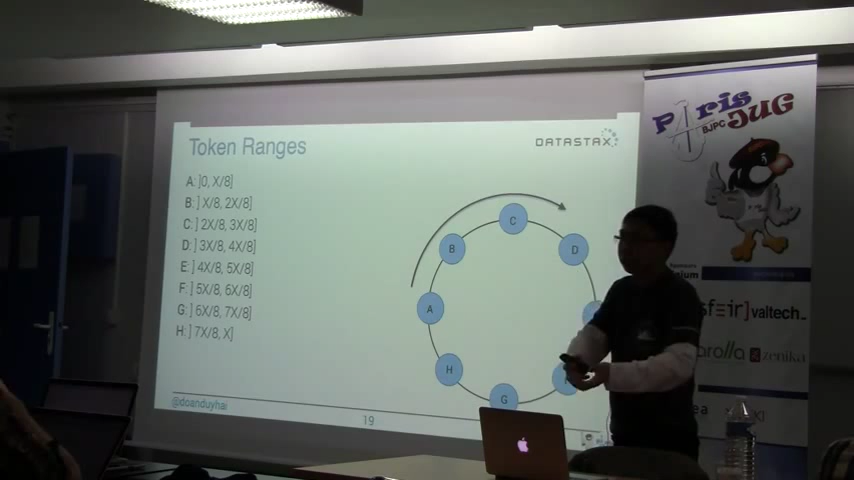 Token Ranges
DATASTAX
A: ]0, X/8]
B: ] X/8, 2X/8]
C: ] 2X/8, 3X/8]
D: ] 3X/8, 4X/8]
E: ] 4X/8, 5X/8]
F: ] 5X/8, 6X/8]
G: ] 6X/8, 7X/8]
H: ] 7X/8, X]
C
B
D
A
H
G
@doanduyhai
19
Paris
JUG
BJPC
sfeir]
valtech_
zenika